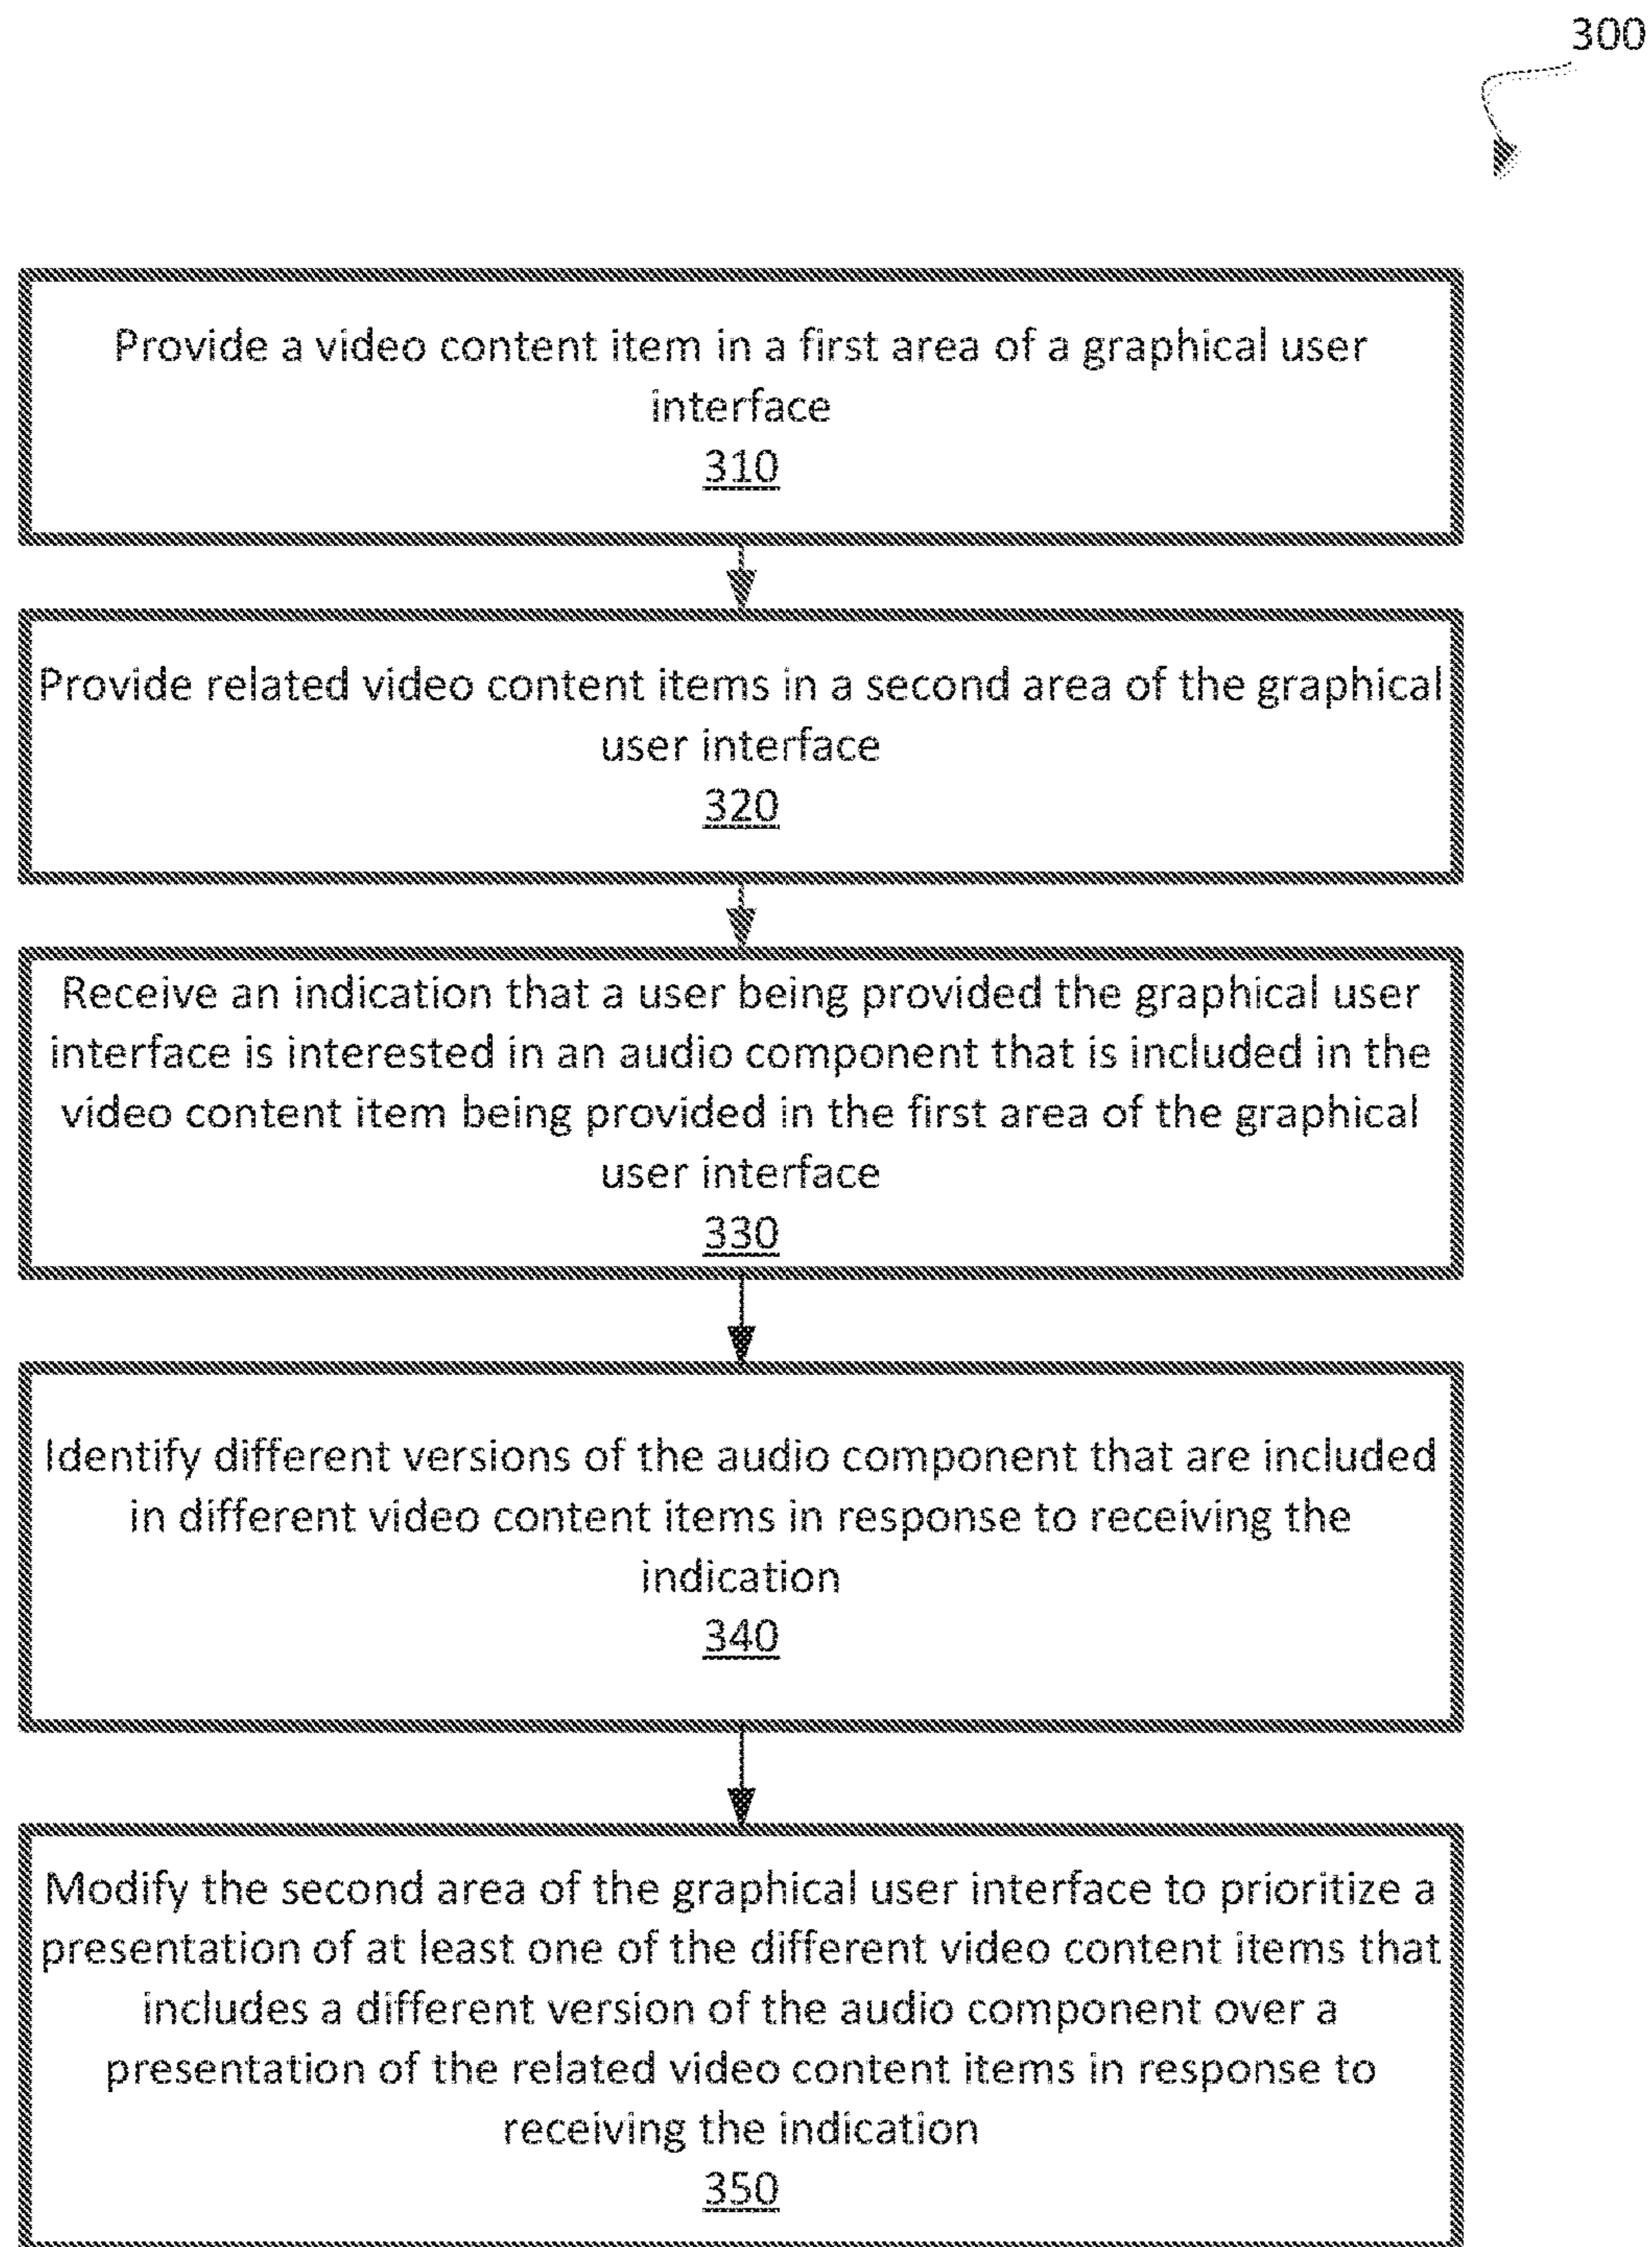 300
Provide a video content item in a first area of a graphical user
interface
310
Provide related video content items in a second area of the graphical
user interface
320
Receive an indication that a user being provided the graphical user
interface is interested in an audio component that is included in the
video content item being provided in the first area of the graphical
user interface
330
Identify different versions of the audio component that are included
in different video content items in response to receiving the
indication
340
Modify the second area of the graphical user interface to prioritize a
presentation of at least one of the different video content items that
includes a different version of the audio component over a
presentation of the related video content items in response to
receiving the indication
350